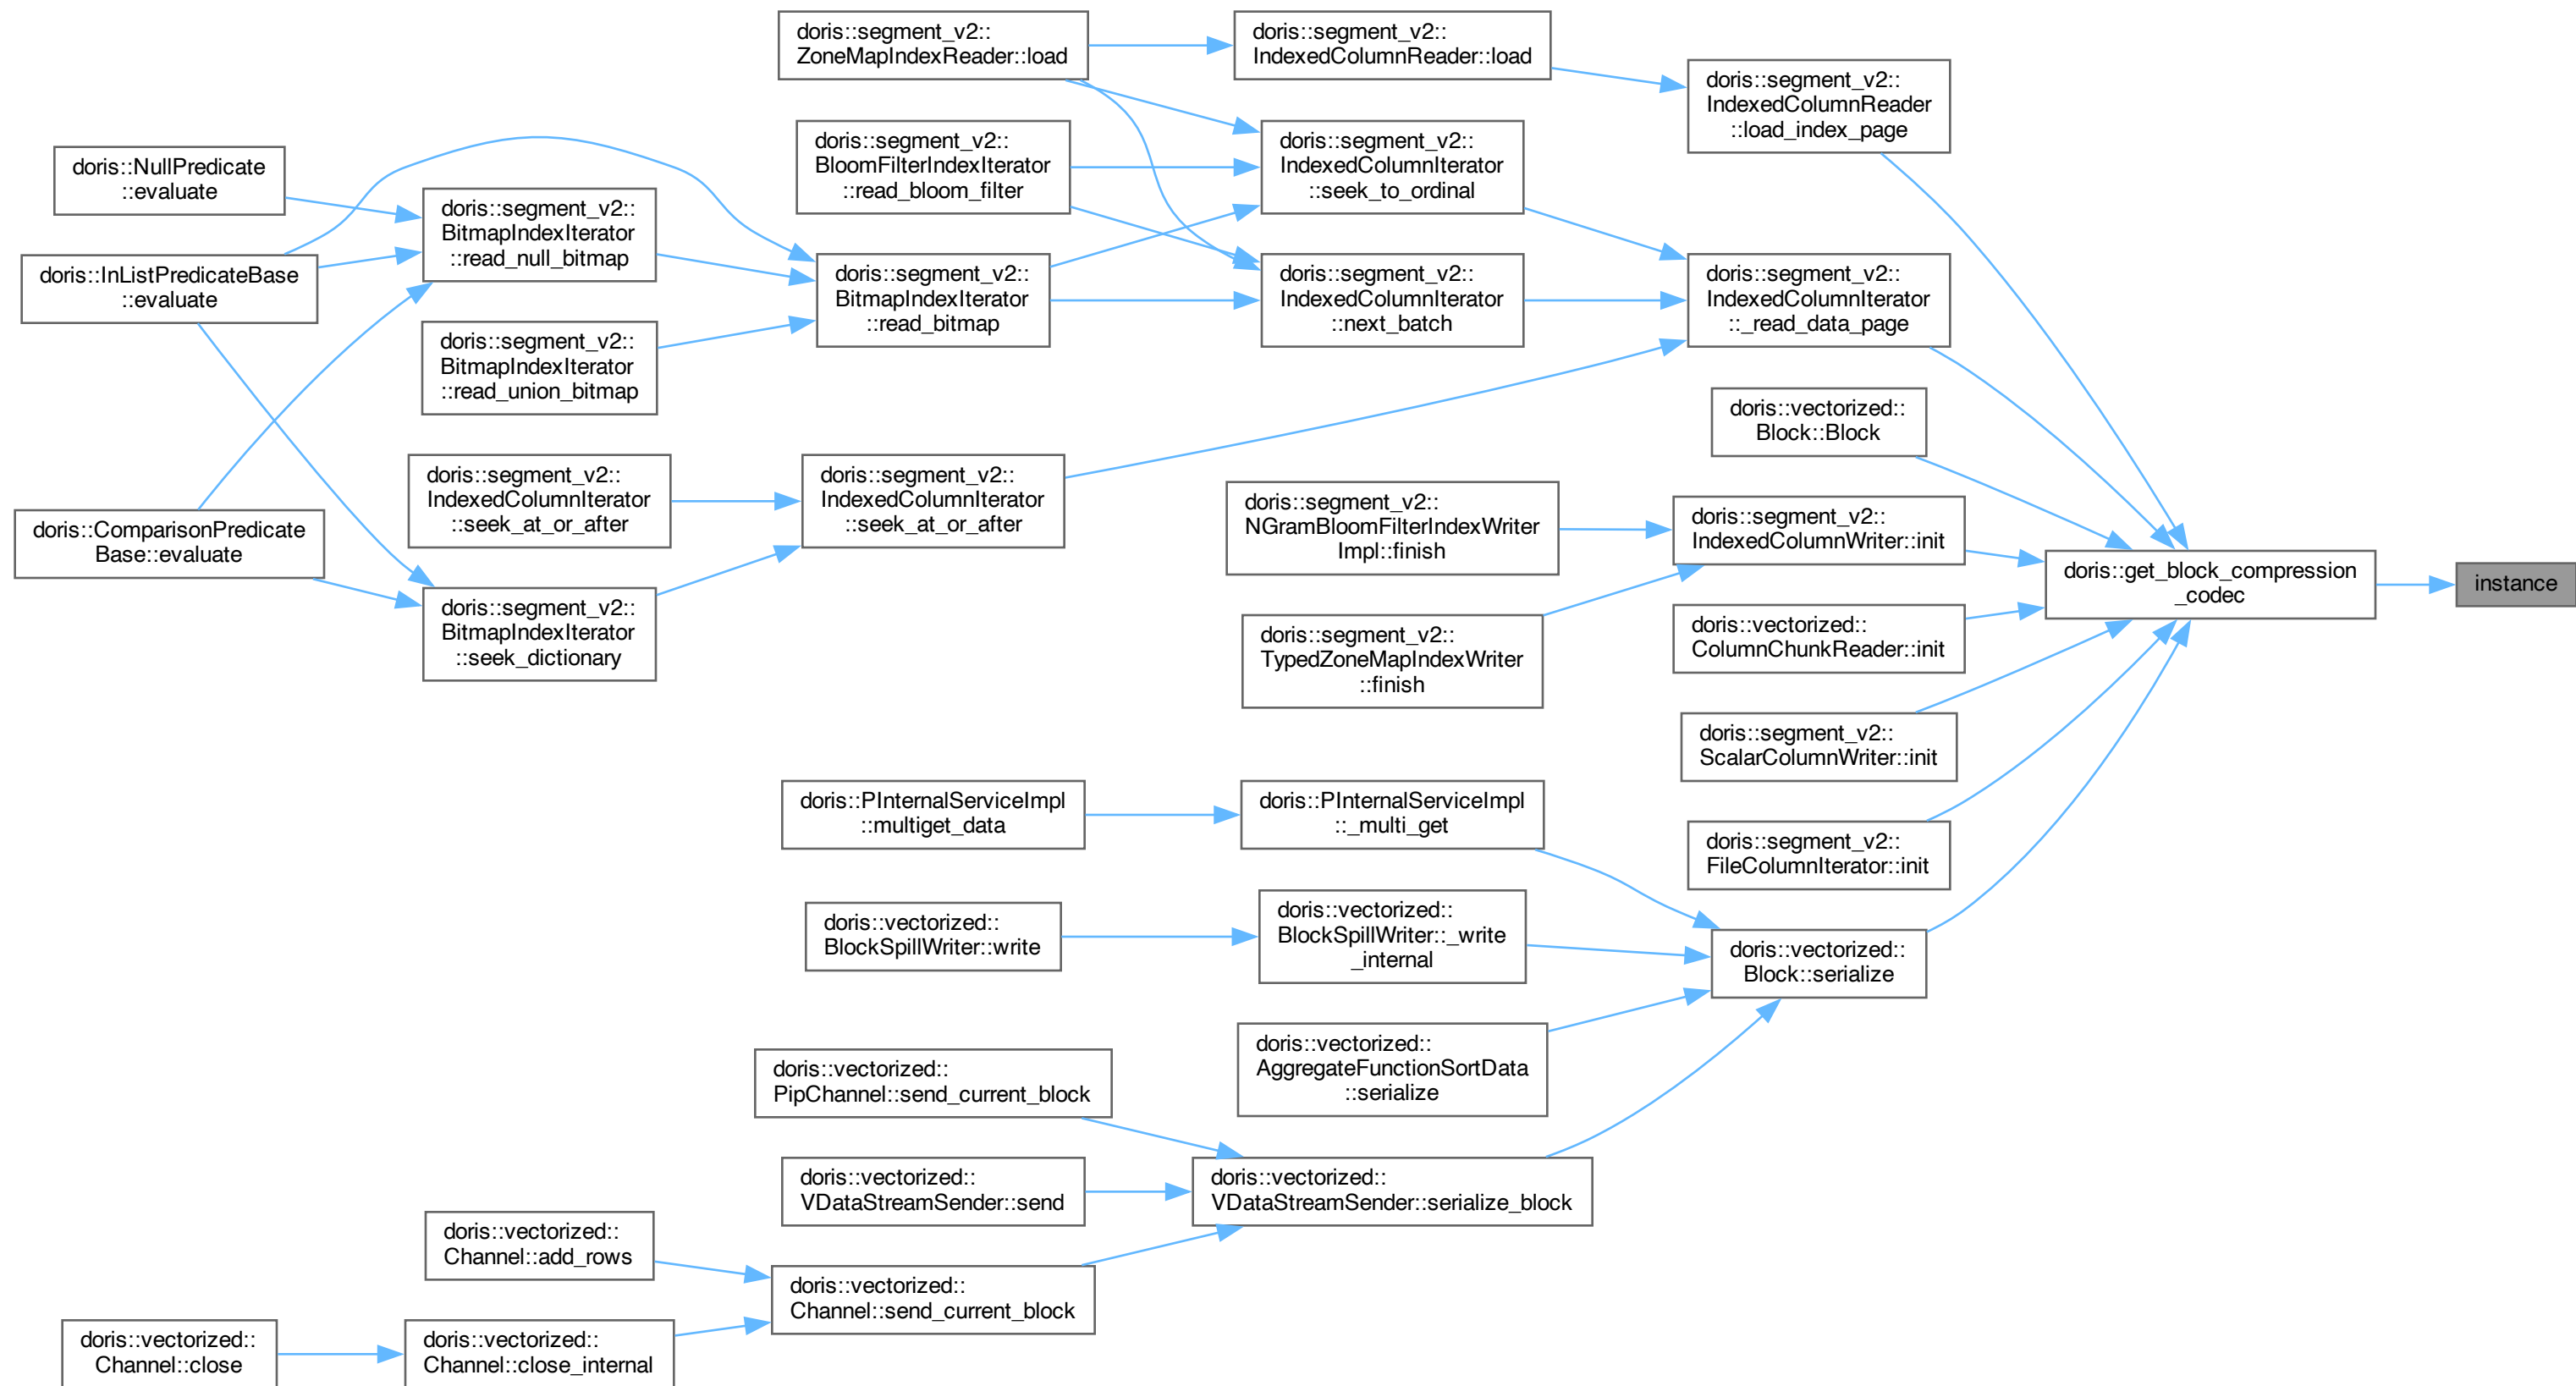 doris::segment_v2::
ZoneMapIndexReader::load
doris::segment_v2::
IndexedColumnReader::load
doris::segment_v2::
IndexedColumnReader
::load_index_page
doris::segment_v2::
BloomFilterIndexIterator
::read_bloom_filter
doris::segment_v2::
IndexedColumnIterator
::seek_to_ordinal
doris::NullPredicate
::evaluate
doris::segment_v2::
BitmapIndexIterator
::read_null_bitmap
doris::InListPredicateBase
::evaluate
doris::segment_v2::
BitmapIndexIterator
::read_bitmap
doris::segment_v2::
IndexedColumnIterator
::next_batch
doris::segment_v2::
IndexedColumnIterator
::_read_data_page
doris::segment_v2::
BitmapIndexIterator
::read_union_bitmap
doris::vectorized::
Block::Block
doris::segment_v2::
IndexedColumnIterator
::seek_at_or_after
doris::segment_v2::
IndexedColumnIterator
::seek_at_or_after
doris::segment_v2::
NGramBloomFilterIndexWriter
Impl::finish
doris::segment_v2::
IndexedColumnWriter::init
doris::ComparisonPredicate
Base::evaluate
doris::get_block_compression
_codec
instance
doris::segment_v2::
BitmapIndexIterator
::seek_dictionary
doris::segment_v2::
TypedZoneMapIndexWriter
::finish
doris::vectorized::
ColumnChunkReader::init
doris::segment_v2::
ScalarColumnWriter::init
doris::PInternalServiceImpl
::multiget_data
doris::PInternalServiceImpl
::_multi_get
doris::segment_v2::
FileColumnIterator::init
doris::vectorized::
BlockSpillWriter::write
doris::vectorized::
BlockSpillWriter::_write
_internal
doris::vectorized::
Block::serialize
doris::vectorized::
AggregateFunctionSortData
::serialize
doris::vectorized::
PipChannel::send_current_block
doris::vectorized::
VDataStreamSender::send
doris::vectorized::
VDataStreamSender::serialize_block
doris::vectorized::
Channel::add_rows
doris::vectorized::
Channel::send_current_block
doris::vectorized::
Channel::close
doris::vectorized::
Channel::close_internal